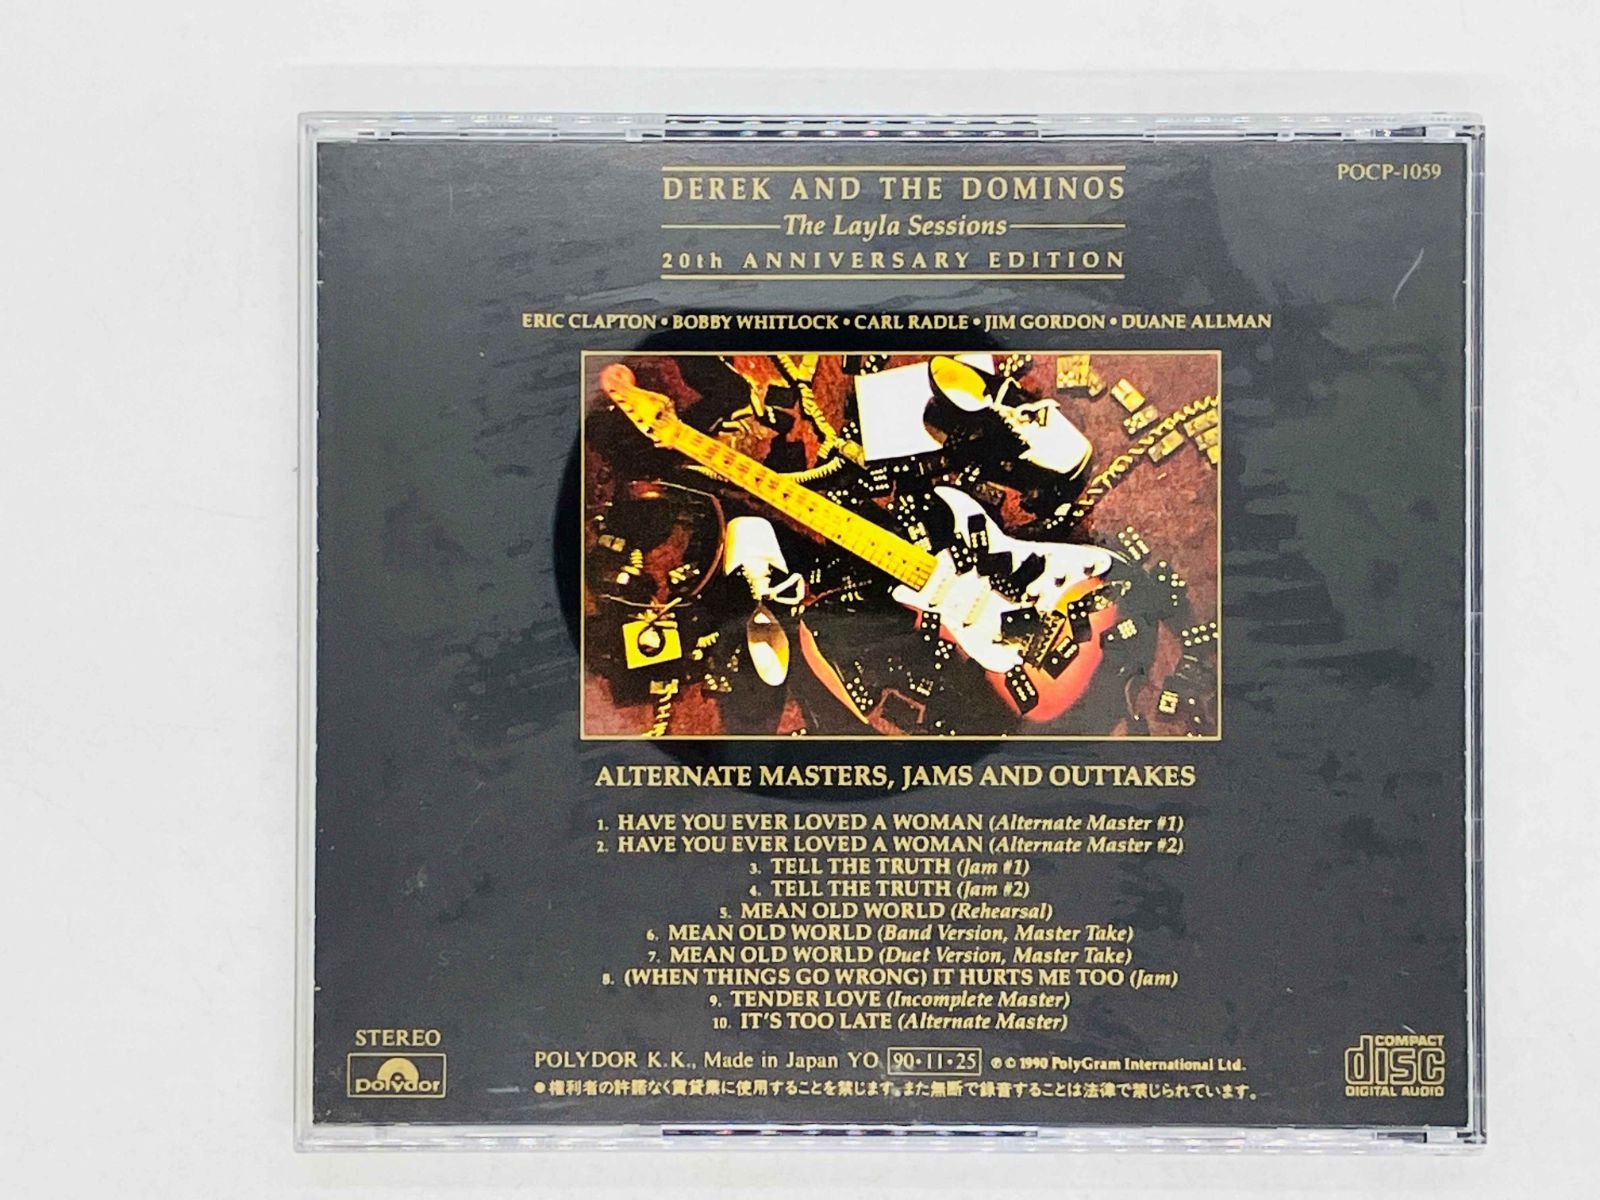 POCP-1059
DEREK AND THE DOMINOS
The Layla Sessions
20th ANNIVERSARY EDITION
ERIC CLAPTON • BOBBY WHITLOCK • CARL RADLE • JIM GORDON • DUANE ALLMAN
ALTERNATE MASTERS, JAMS AND OUTTAKES
1. HAVE YOU EVER LOVED A WOMAN (Alternate Master #1)
2. HAVE YOU EVER LOVED A WOMAN (Alternate Master #2)
3. TELL THE TRUTH (Jam #1)
4. TELL THE TRUTH (Jam #2)
5. MEAN OLD WORLD (Rehearsal)
6. MEAN OLD WORLD (Band Version, Master Take)
7. MEAN OLD WORLD (Duet Version, Master Take)
8. (WHEN THINGS GO WRONG) IT HURTS ME TOO (Jam)
9. TENDER LOVE (Incomplete Master)
10. IT'S TOO LATE (Alternate Master)
STEREO
polydor
POLYDOR K.K., Made in Japan YO 90•11•25 ℗ © 1990 PolyGram International Ltd.
●権利者の許諾なく賃貸業に使用することを禁じます。また無断で録音することは法律で禁じられています。
COMPACT
disc
DIGITAL AUDIO